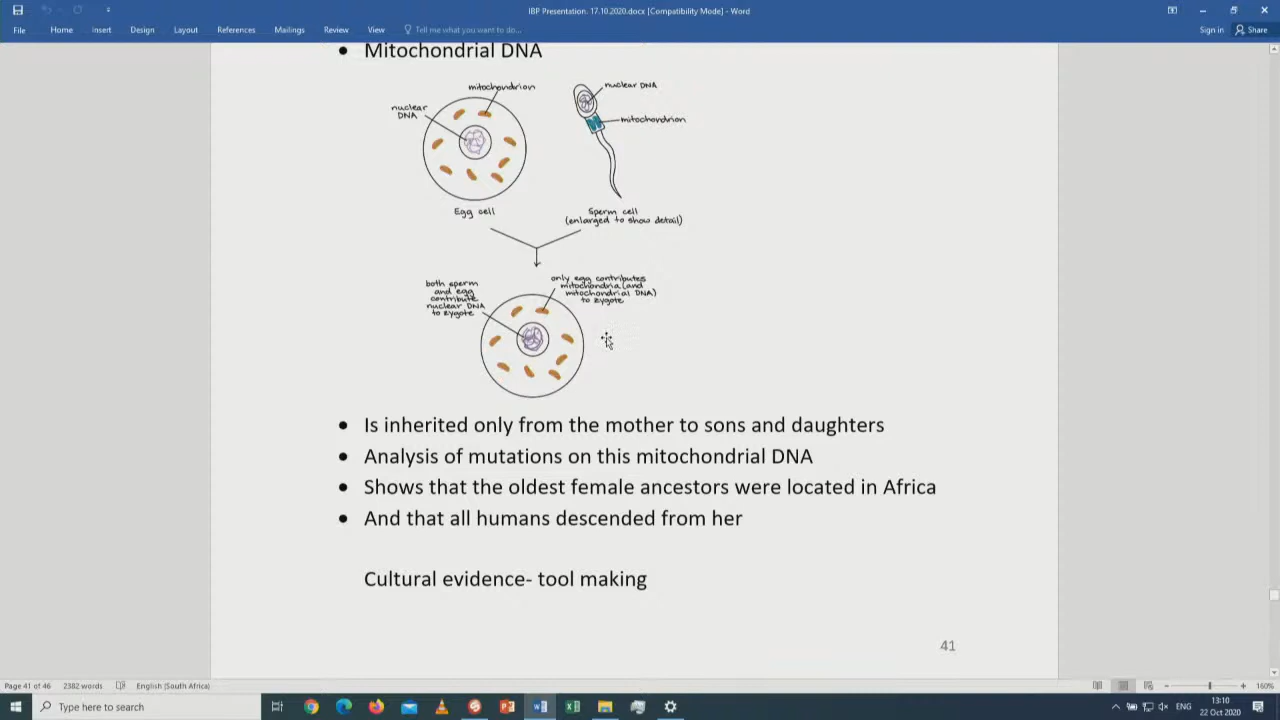 IBP Presentation. 17.10.2020.docx [Compatibility Mode] - Word
File Home Insert Design Layout References Mailings Review View Tell me what you want to do... Sign in Share
Mitochondrial DNA
mitochondrion
nuclear
DNA
nuclear DNA
mitochondrion
Egg cell
Sperm cell
(enlarged to show detail)
both sperm
and egg
contribute
nuclear DNA
to zygote
only egg contributes
mitochondria (and
mitochondrial DNA)
to zygote
Is inherited only from the mother to sons and daughters
Analysis of mutations on this mitochondrial DNA
Shows that the oldest female ancestors were located in Africa
And that all humans descended from her
Cultural evidence- tool making
41
Page 41 of 46 2382 words English (South Africa) 160%
Type here to search
ENG
13:10
22 Oct 2020